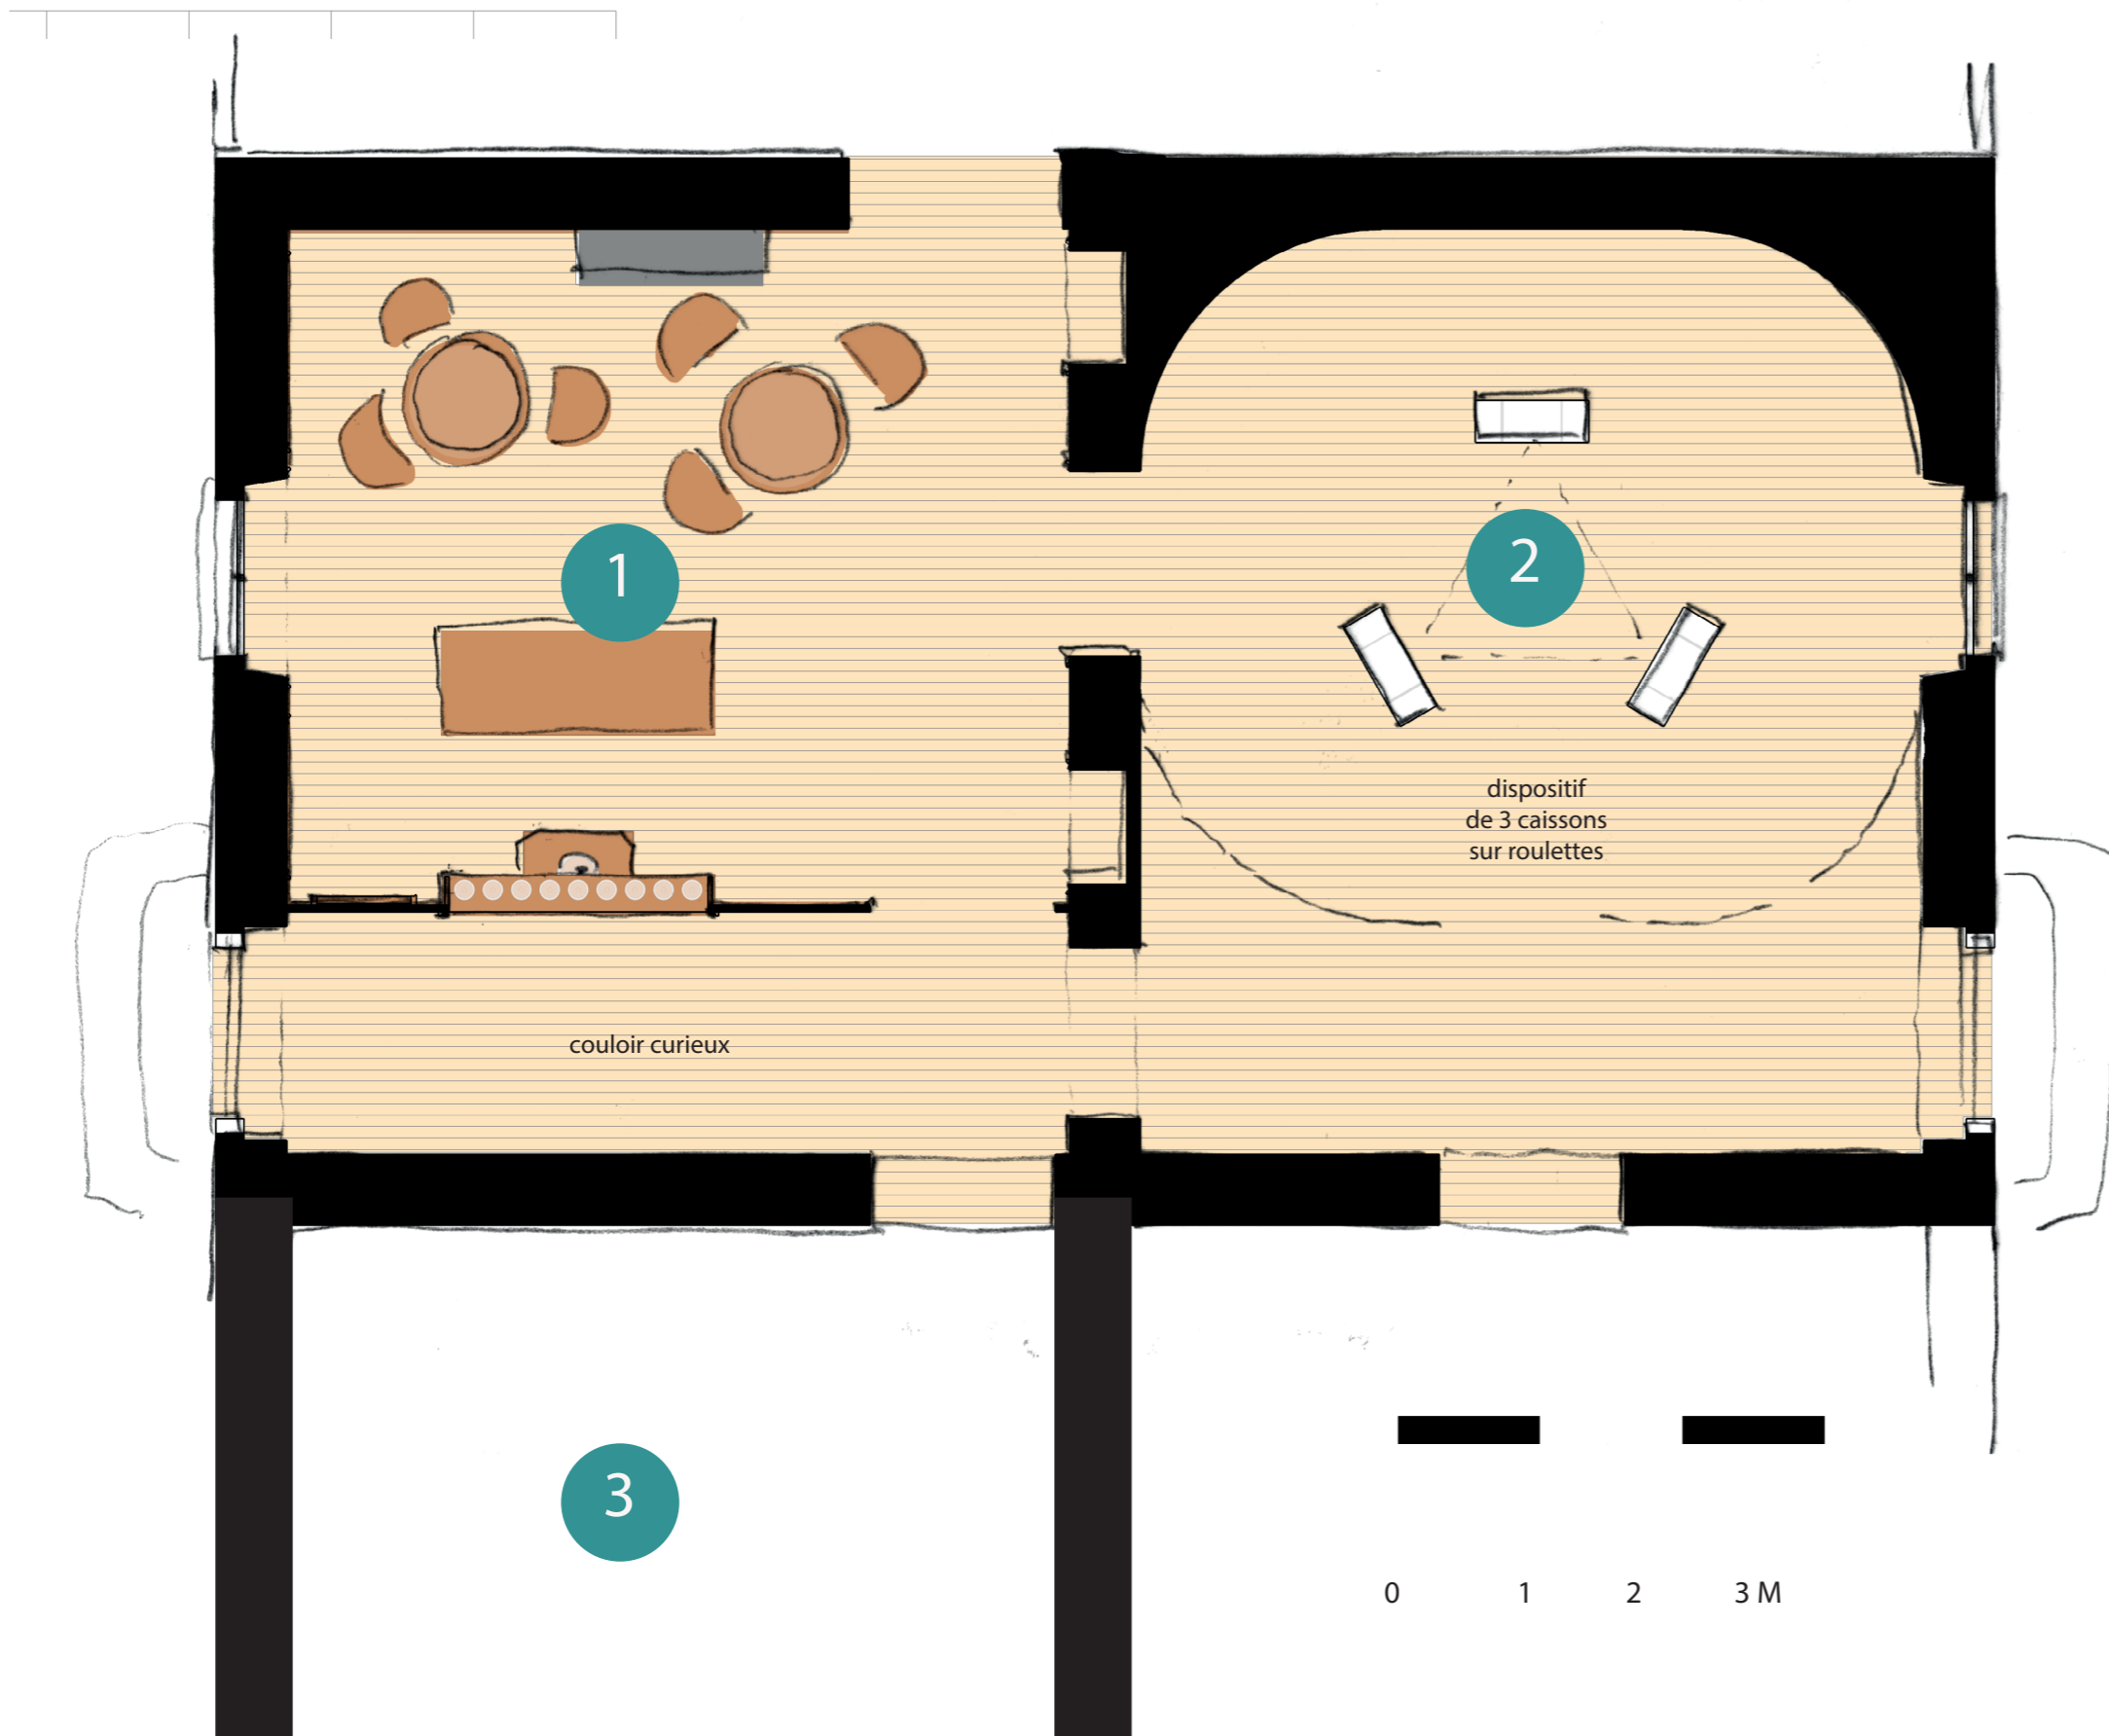 1
2
dispositif
de 3 caissons
sur roulettes
couloir curieux
3
0 1 2 3 M